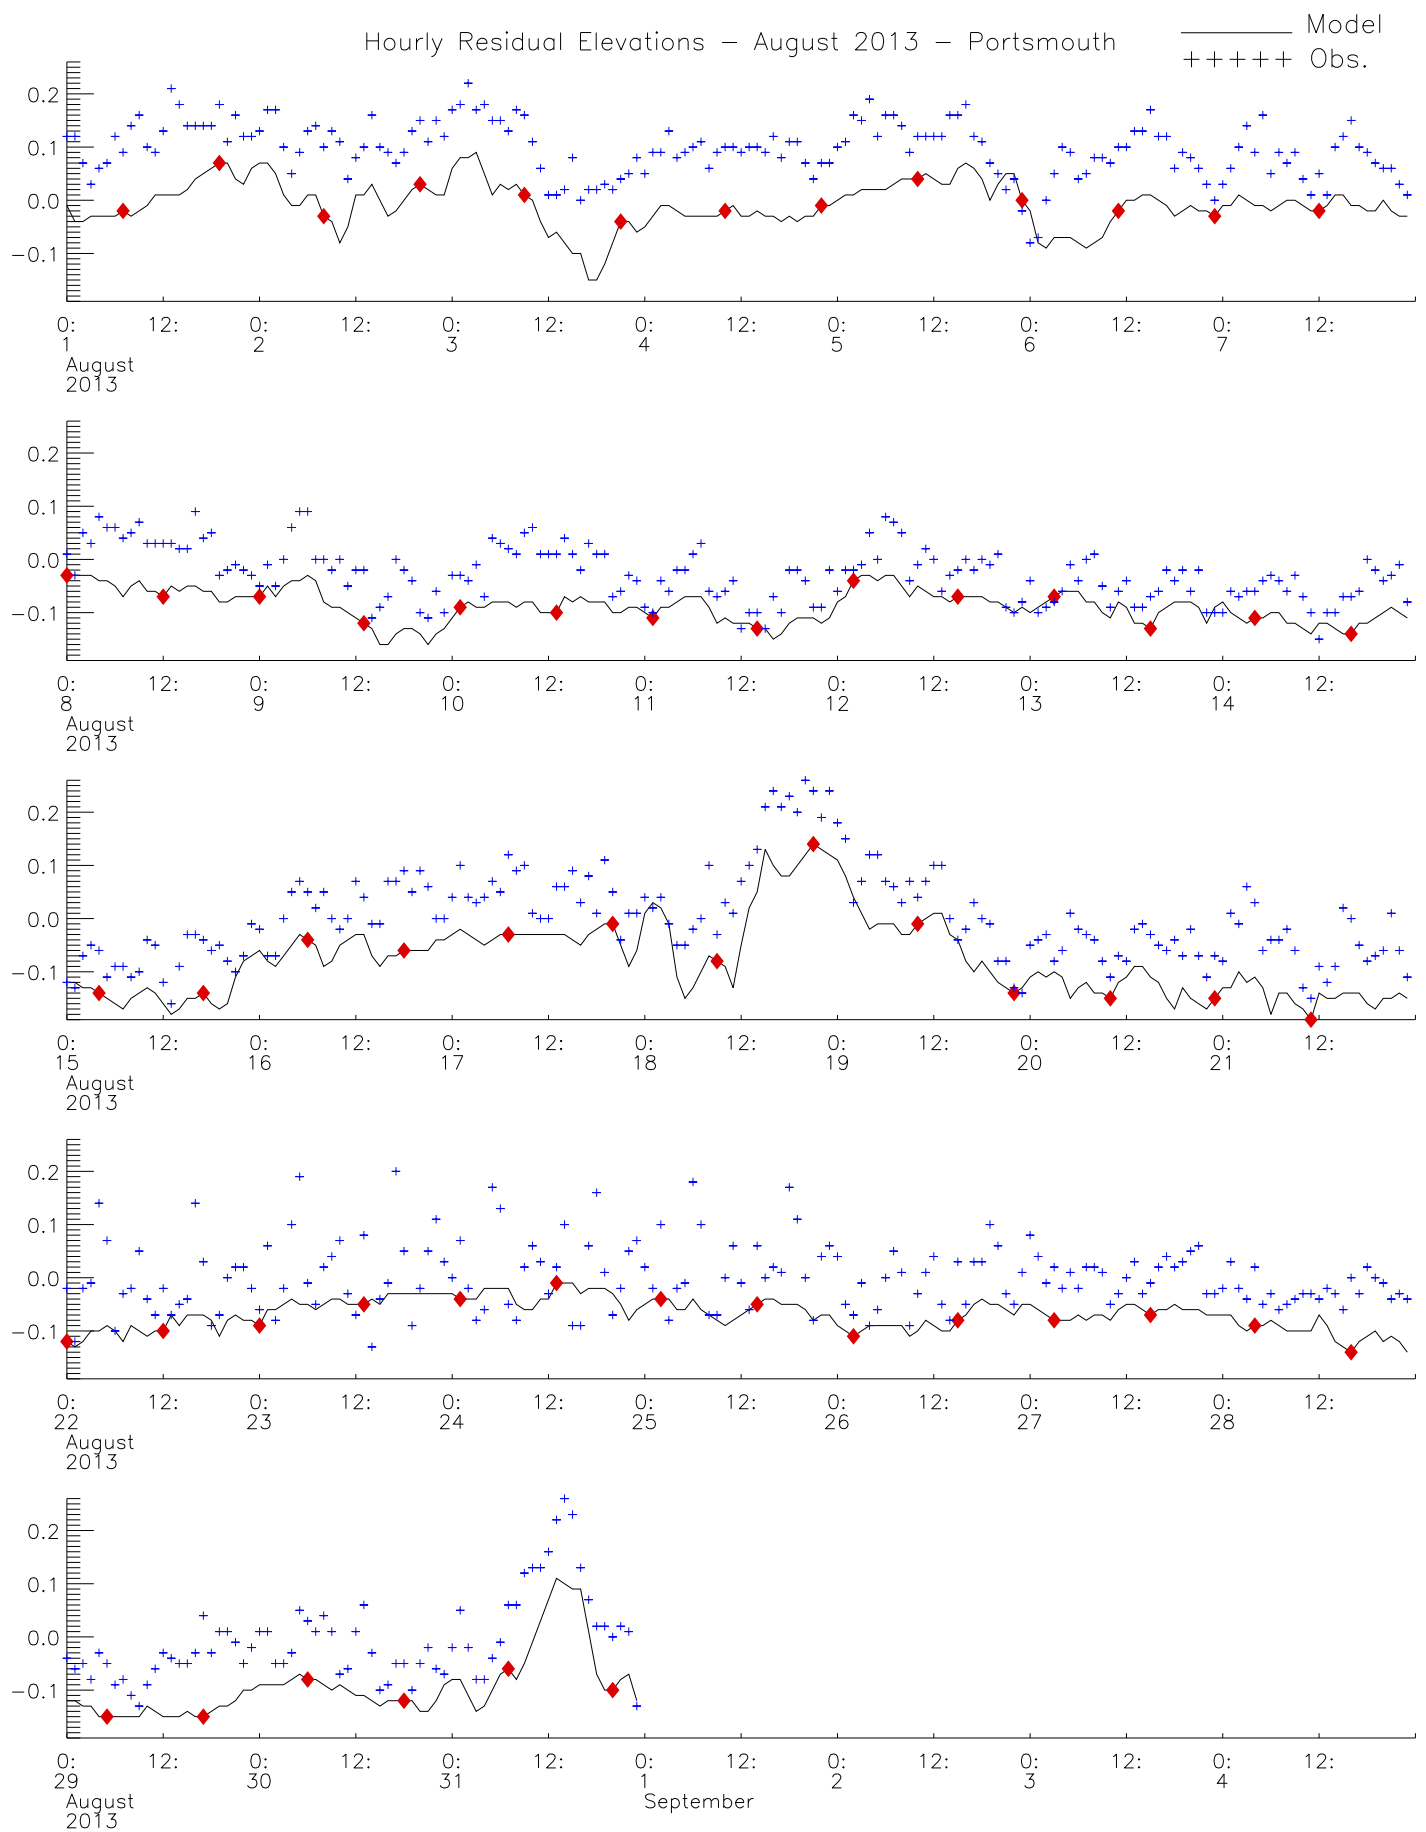 Hourly Residual Elevations – August 2013 – Portsmouth
Model
+++++ Obs.
0.2
0.1
0.0
−0.1
0: 12: 0: 12: 0: 12: 0: 12: 0: 12: 0: 12: 0: 12:
1 2 3 4 5 6 7
August
2013
0.2
0.1
0.0
−0.1
0: 12: 0: 12: 0: 12: 0: 12: 0: 12: 0: 12: 0: 12:
8 9 10 11 12 13 14
August
2013
0.2
0.1
0.0
−0.1
0: 12: 0: 12: 0: 12: 0: 12: 0: 12: 0: 12: 0: 12:
15 16 17 18 19 20 21
August
2013
0.2
0.1
0.0
−0.1
0: 12: 0: 12: 0: 12: 0: 12: 0: 12: 0: 12: 0: 12:
22 23 24 25 26 27 28
August
2013
0.2
0.1
0.0
−0.1
0: 12: 0: 12: 0: 12: 0: 12: 0: 12: 0: 12: 0: 12:
29 30 31 1 2 3 4
August September
2013